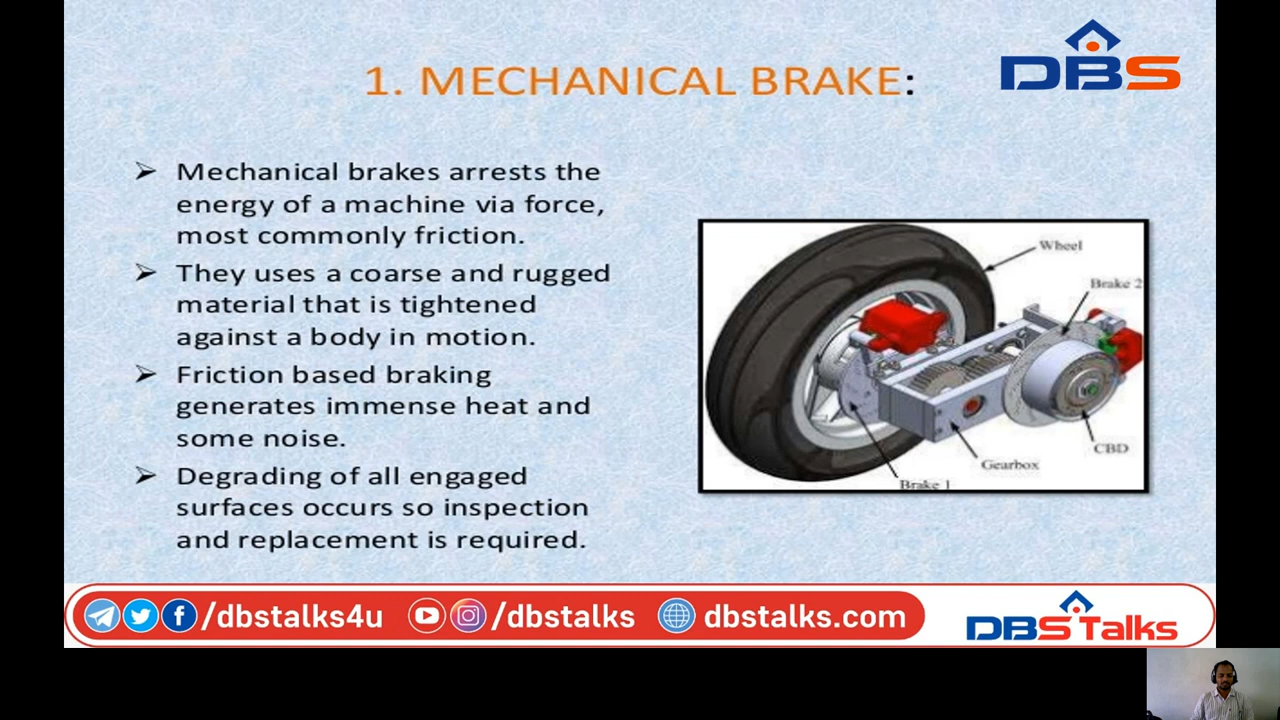 DBS
1. MECHANICAL BRAKE:
Mechanical brakes arrests the
energy of a machine via force,
most commonly friction.
They uses a coarse and rugged
material that is tightened
against a body in motion.
Friction based braking
generates immense heat and
some noise.
Degrading of all engaged
surfaces occurs so inspection
and replacement is required.
Wheel
Brake 2
CBD
Gearbox
Brake 1
/dbstalks4u
/dbstalks
dbstalks.com
DBS Talks